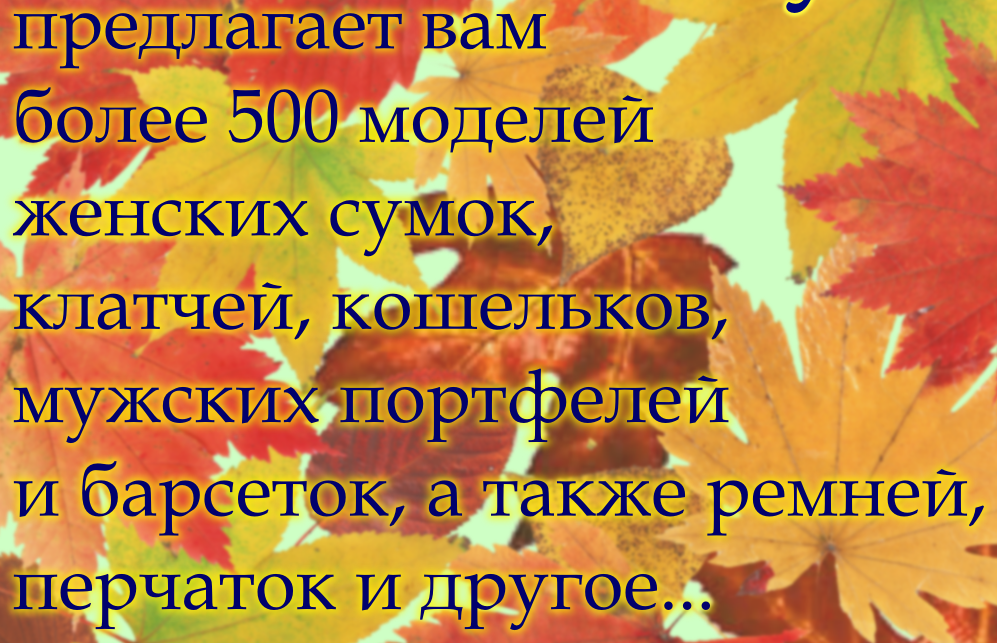 предлагает вам
более 500 моделей
женских сумок,
клатчей, кошельков,
мужских портфелей
и барсеток, а также ремней,
перчаток и другое...